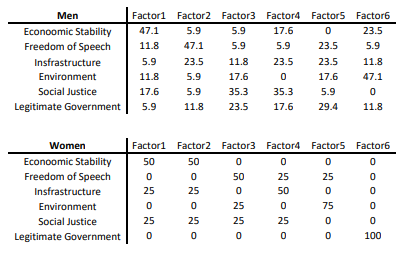 Men Factor1 Factor2 Factor3 Factor4 Factor5 Factor6
Econoomic Stability 47.1 5.9 5.9 17.6 0 23.5
Freedom of Speech 11.8 47.1 5.9 5.9 23.5 5.9
Insfrastructure 5.9 23.5 11.8 23.5 23.5 11.8
Environment 11.8 5.9 17.6 0 17.6 47.1
Social Justice 17.6 5.9 35.3 35.3 5.9 0
Legitimate Government 5.9 11.8 23.5 17.6 29.4 11.8
Women Factor1 Factor2 Factor3 Factor4 Factor5 Factor6
Econoomic Stability 50 50 0 0 0 0
Freedom of Speech 0 0 50 25 25 0
Insfrastructure 25 25 0 50 0 0
Environment 0 0 25 0 75 0
Social Justice 25 25 25 25 0 0
Legitimate Government 0 0 0 0 0 100